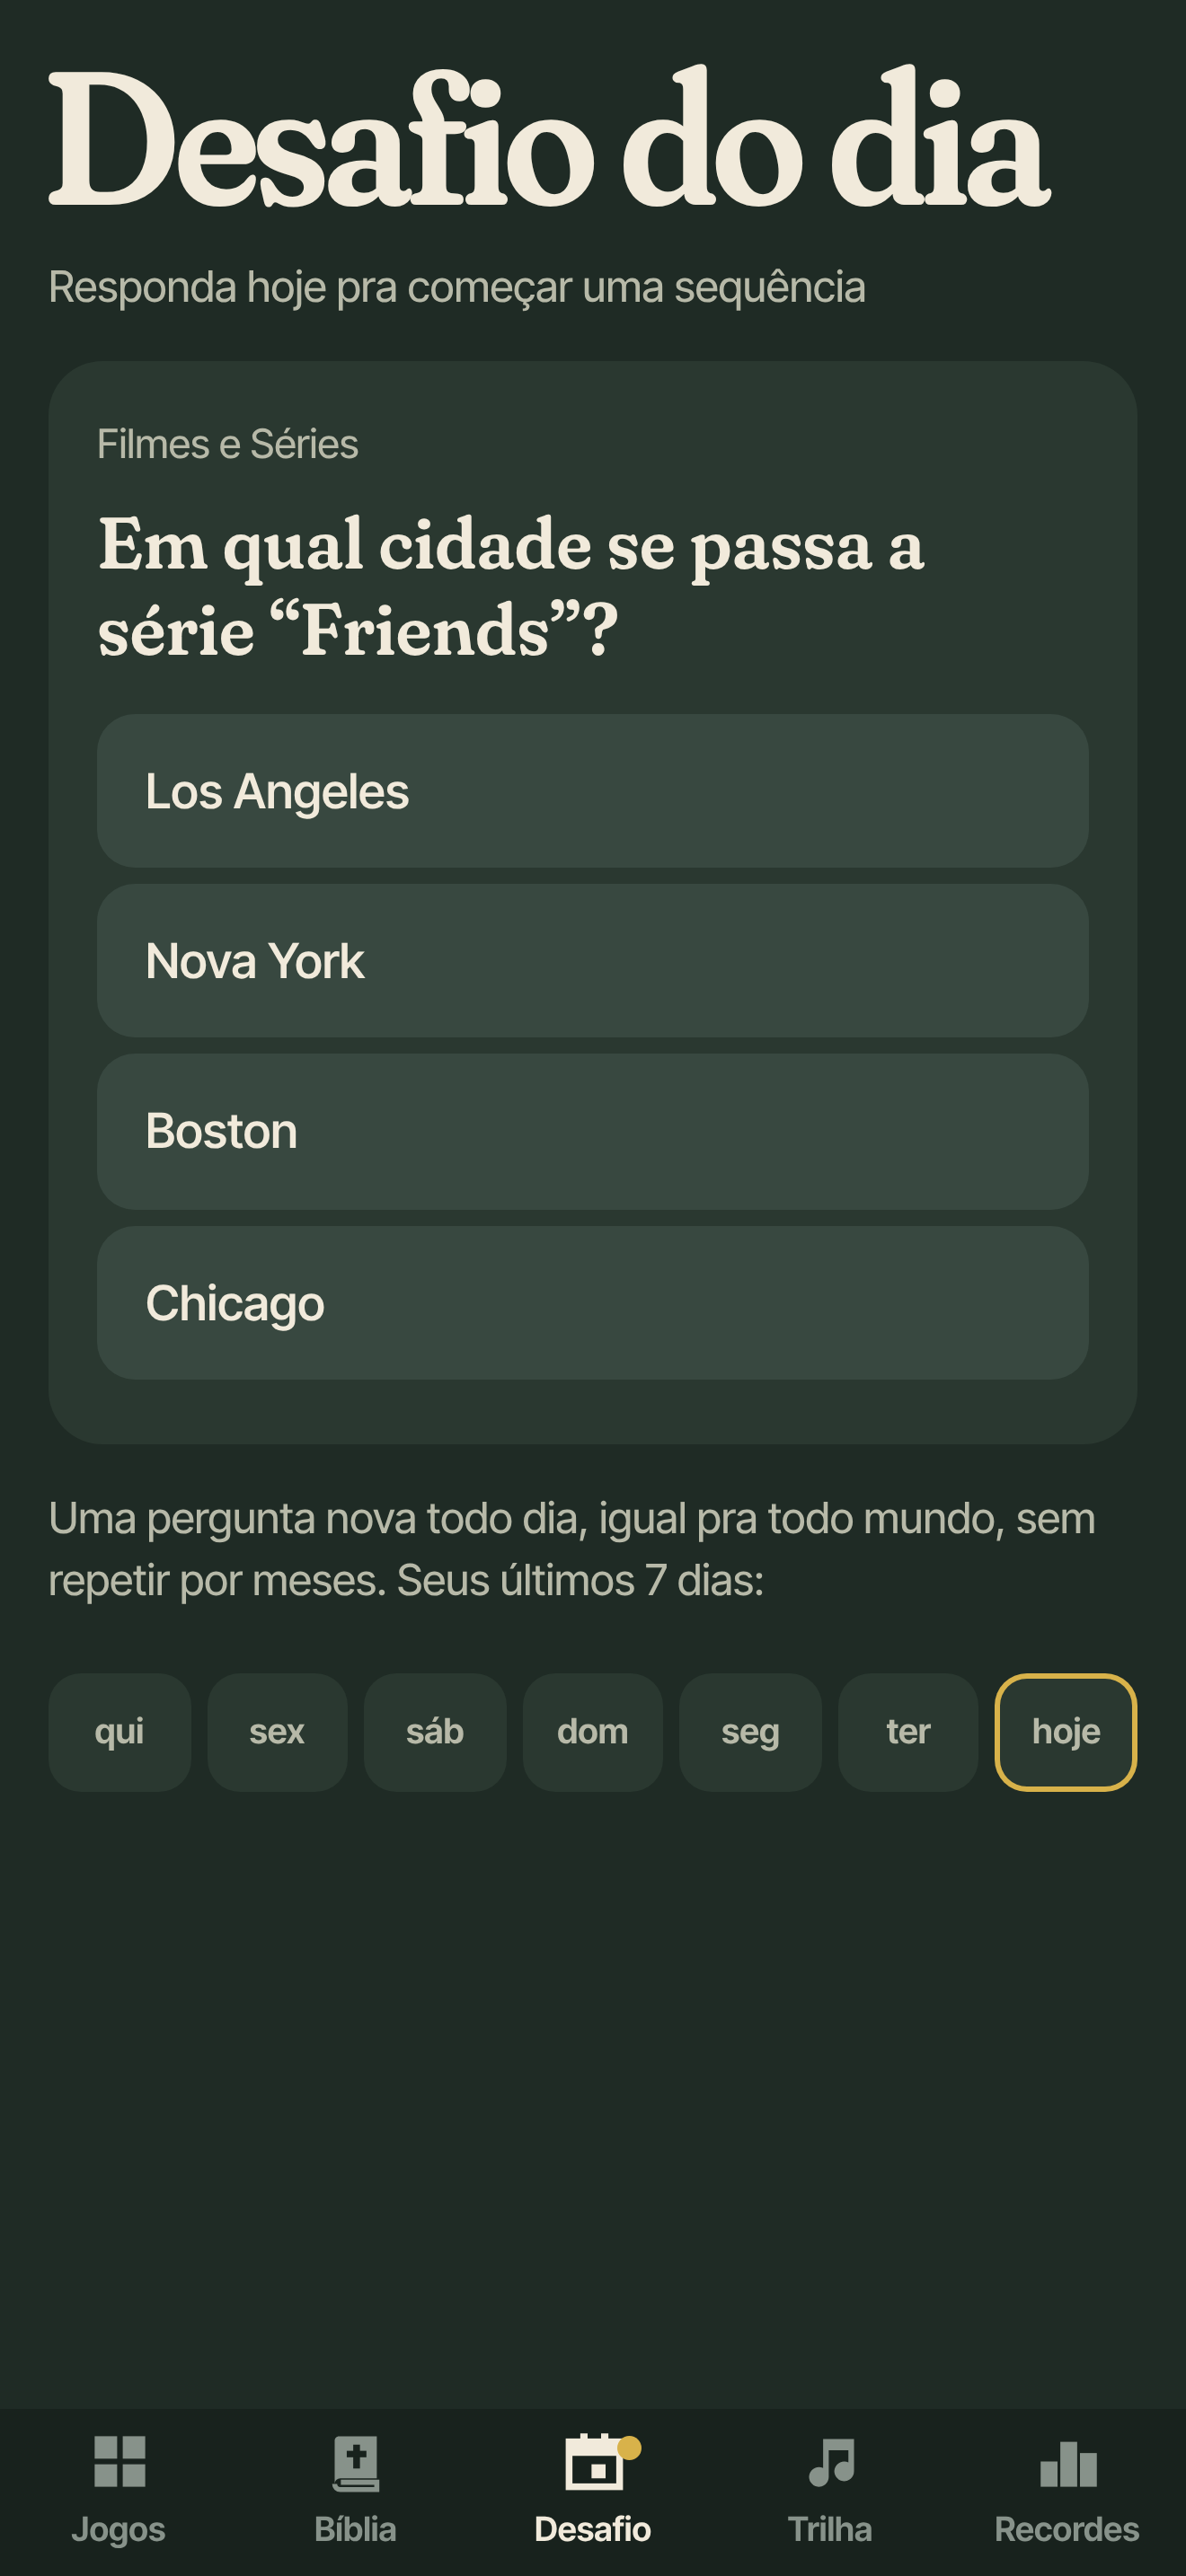 Desafio do dia
Responda hoje pra começar uma sequência
Filmes e Séries
Em qual cidade se passa a
série “Friends”?
Los Angeles
Nova York
Boston
Chicago
Uma pergunta nova todo dia, igual pra todo mundo, sem
repetir por meses. Seus últimos 7 dias:
qui sex sáb dom seg ter hoje
Jogos Bíblia Desafio Trilha Recordes